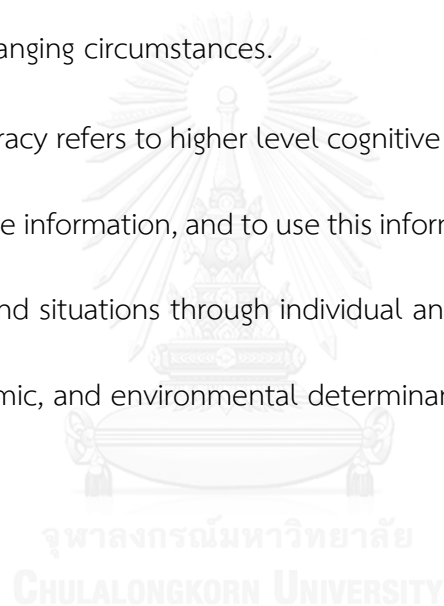 anging circumstances.
racy refers to higher level cognitive
e information, and to use this inforr
nd situations through individual an
mic, and environmental determinar
จุฬาลงกรณ์มหาวิทยาลัย
CHULALONGKORN UNIVERSITY